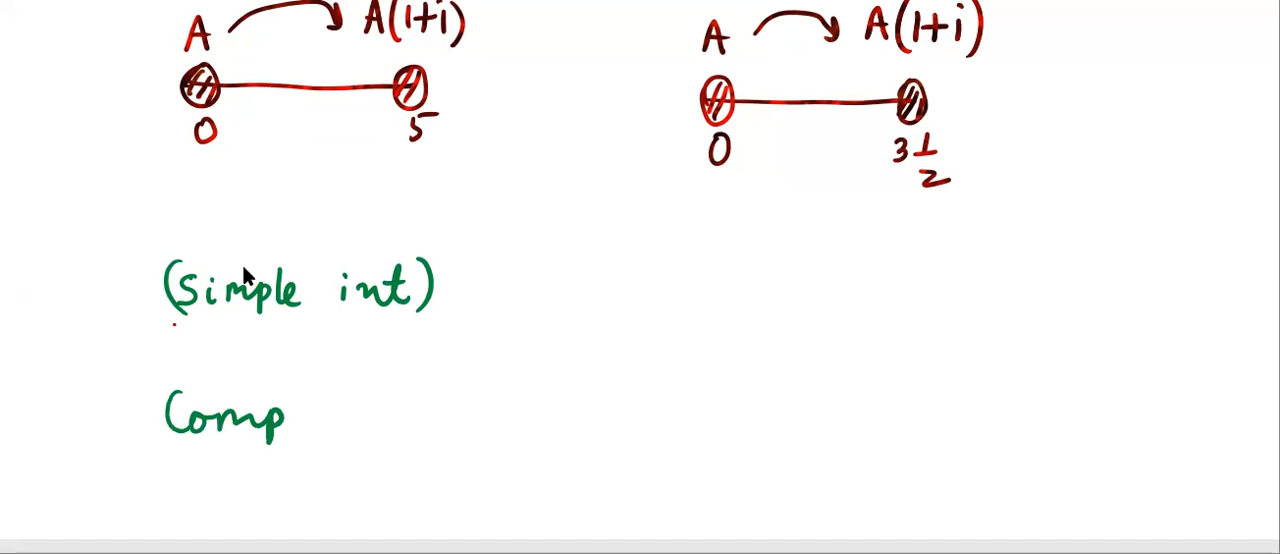 A A(1+i)
0 5
A A(1+i)
0 3 1/2
(simple int)
Comp